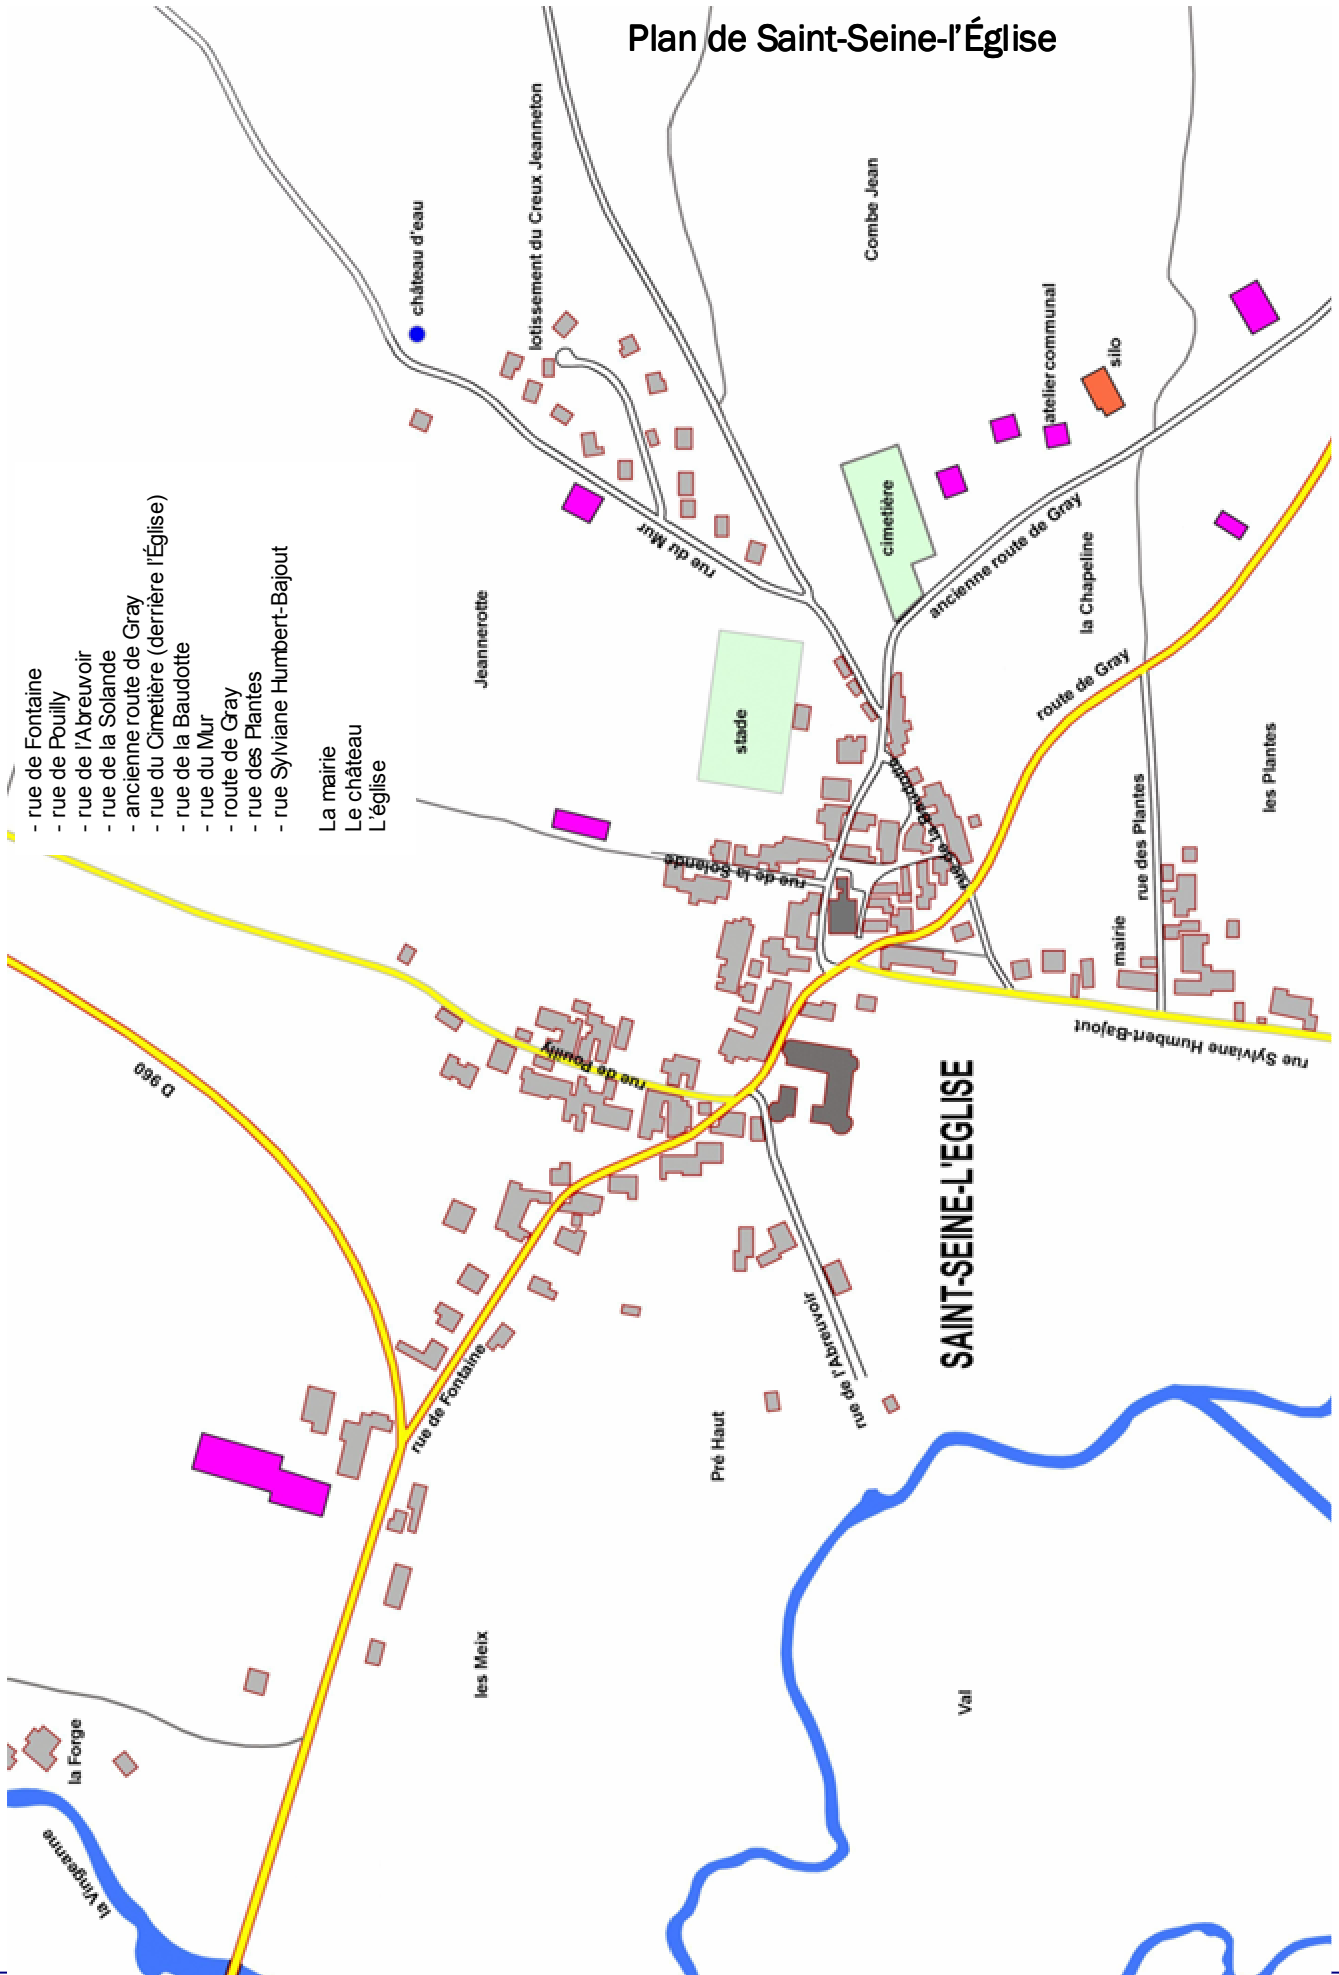 Plan de Saint-Seine-l'Église
- rue de Fontaine
- rue de Pouilly
- rue de l'Abreuvoir
- rue de la Solande
- ancienne route de Gray
- rue du Cimetière (derrière l'Église)
- rue de la Baudotte
- rue du Mur
- route de Gray
- rue des Plantes
- rue Sylviane Humbert-Bajout
La mairie
Le château
L'église
château d'eau
lotissement du Creux Jeanneton
Combe Jean
atelier communal
silo
cimetière
rue du Mur
ancienne route de Gray
la Chapeline
Jeannerotte
stade
route de Gray
les Plantes
rue de la Baudotte
rue de la Solande
rue des Plantes
mairie
rue Sylviane Humbert-Bajout
D 960
rue de Pouilly
SAINT-SEINE-L'EGLISE
rue de l'Abreuvoir
rue de Fontaine
Pré Haut
les Meix
Val
la Forge
la Vingeanne